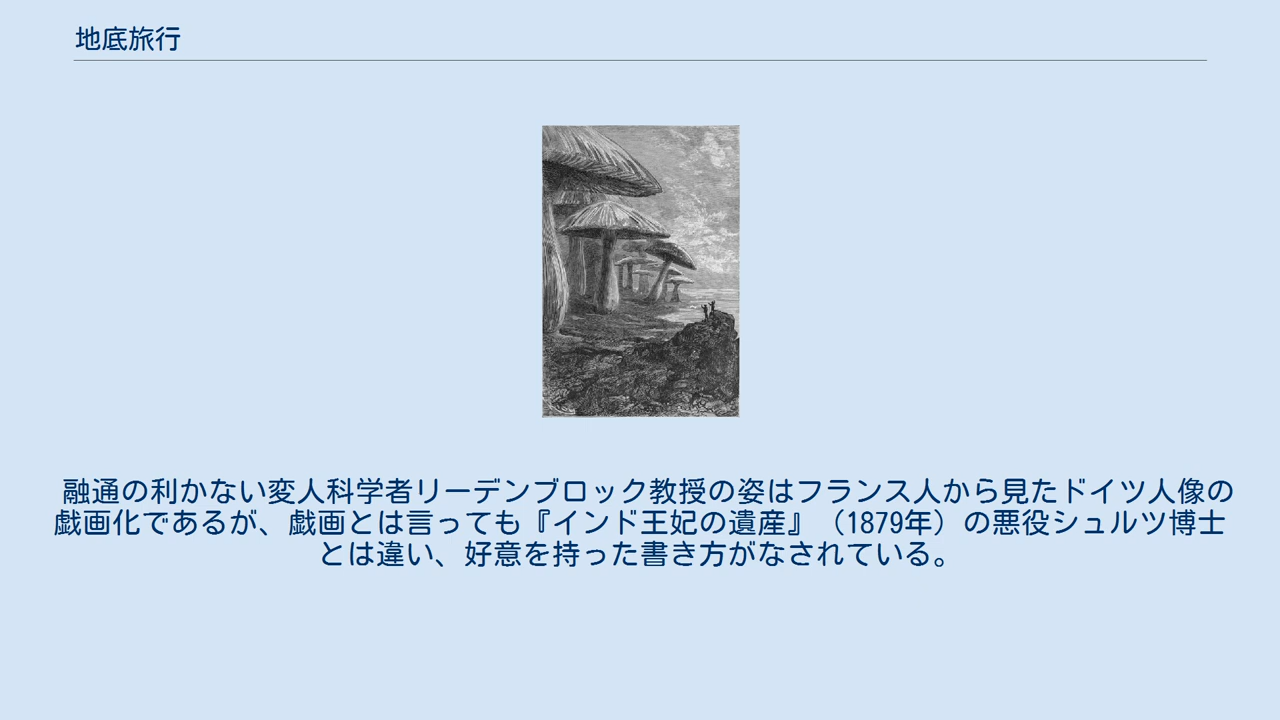 地底旅行
融通の利かない変人科学者リーデンブロック教授の姿はフランス人から見たドイツ人像の
戯画化であるが、戯画とは言っても『インド王妃の遺産』（1879年）の悪役シュルツ博士
とは違い、好意を持った書き方がなされている。